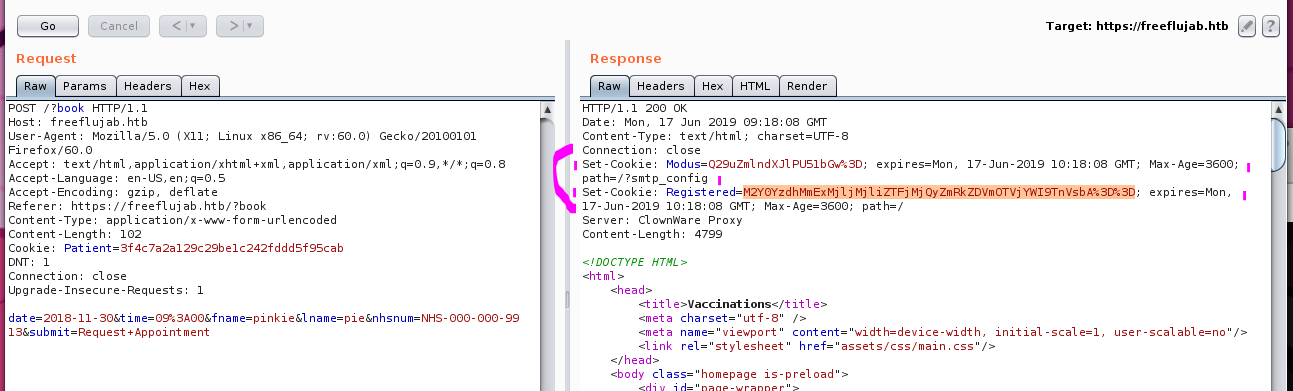 Go
Cancel
< | ▾
> | ▾
Target: https://freeflujab.htb
?
Request
Raw Params Headers Hex
POST /?book HTTP/1.1
Host: freeflujab.htb
User-Agent: Mozilla/5.0 (X11; Linux x86_64; rv:60.0) Gecko/20100101
Firefox/60.0
Accept: text/html,application/xhtml+xml,application/xml;q=0.9,*/*;q=0.8
Accept-Language: en-US,en;q=0.5
Accept-Encoding: gzip, deflate
Referer: https://freeflujab.htb/?book
Content-Type: application/x-www-form-urlencoded
Content-Length: 102
Cookie: Patient=3f4c7a2a129c29be1c242fddd5f95cab
DNT: 1
Connection: close
Upgrade-Insecure-Requests: 1
date=2018-11-30&time=09%3A00&fname=pinkie&lname=pie&nhsnum=NHS-000-000-99
13&submit=Request+Appointment
Response
Raw Headers Hex HTML Render
HTTP/1.1 200 OK
Date: Mon, 17 Jun 2019 09:18:08 GMT
Content-Type: text/html; charset=UTF-8
Connection: close
Set-Cookie: Modus=Q29uZmlndXJlPU51bGw%3D; expires=Mon, 17-Jun-2019 10:18:08 GMT; Max-Age=3600;
path=/?smtp_config
Set-Cookie: Registered=M2Y0YzdhMmExMjljMjliZTFjMjQyZmRkZDVmOTVjYWI9TnVsbA%3D%3D; expires=Mon,
17-Jun-2019 10:18:08 GMT; Max-Age=3600; path=/
Server: ClownWare Proxy
Content-Length: 4799
<!DOCTYPE HTML>
<html>
<head>
<title>Vaccinations</title>
<meta charset="utf-8" />
<meta name="viewport" content="width=device-width, initial-scale=1, user-scalable=no"/>
<link rel="stylesheet" href="assets/css/main.css"/>
</head>
<body class="homepage is-preload">
<div id="page-wrapper">